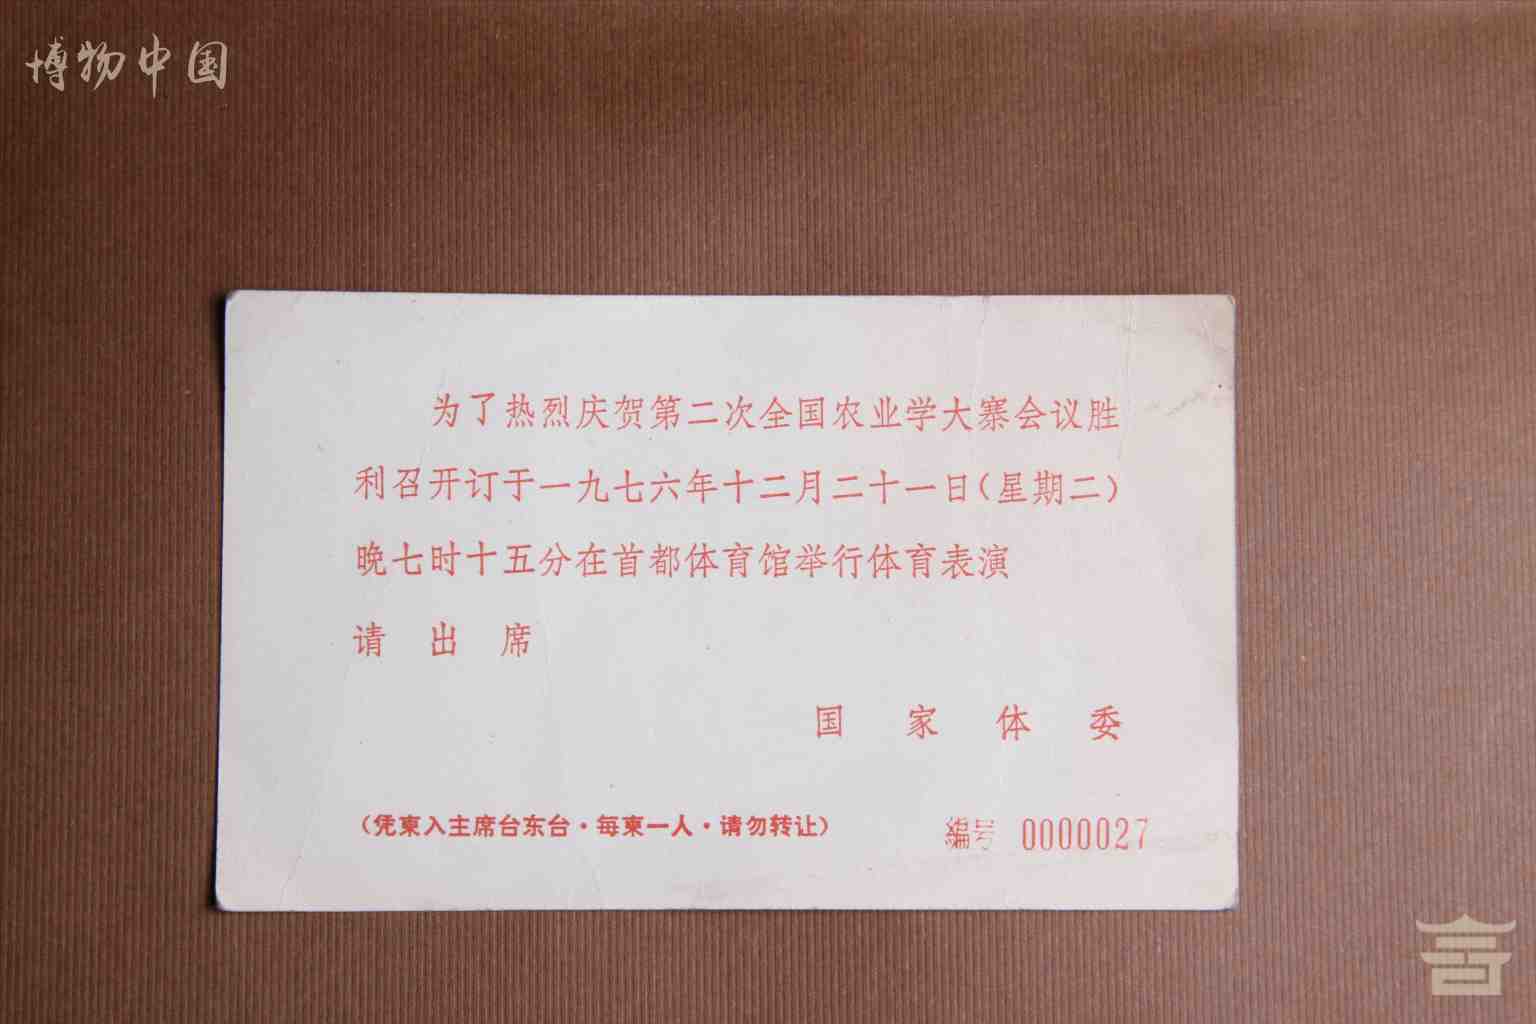 博物中国
为了热烈庆贺第二次全国农业学大寨会议胜
利召开订于一九七六年十二月二十一日(星期二)
晚七时十五分在首都体育馆举行体育表演
请出席
国家体委
(凭柬入主席台东台·每柬一人·请勿转让)
编号 0000027